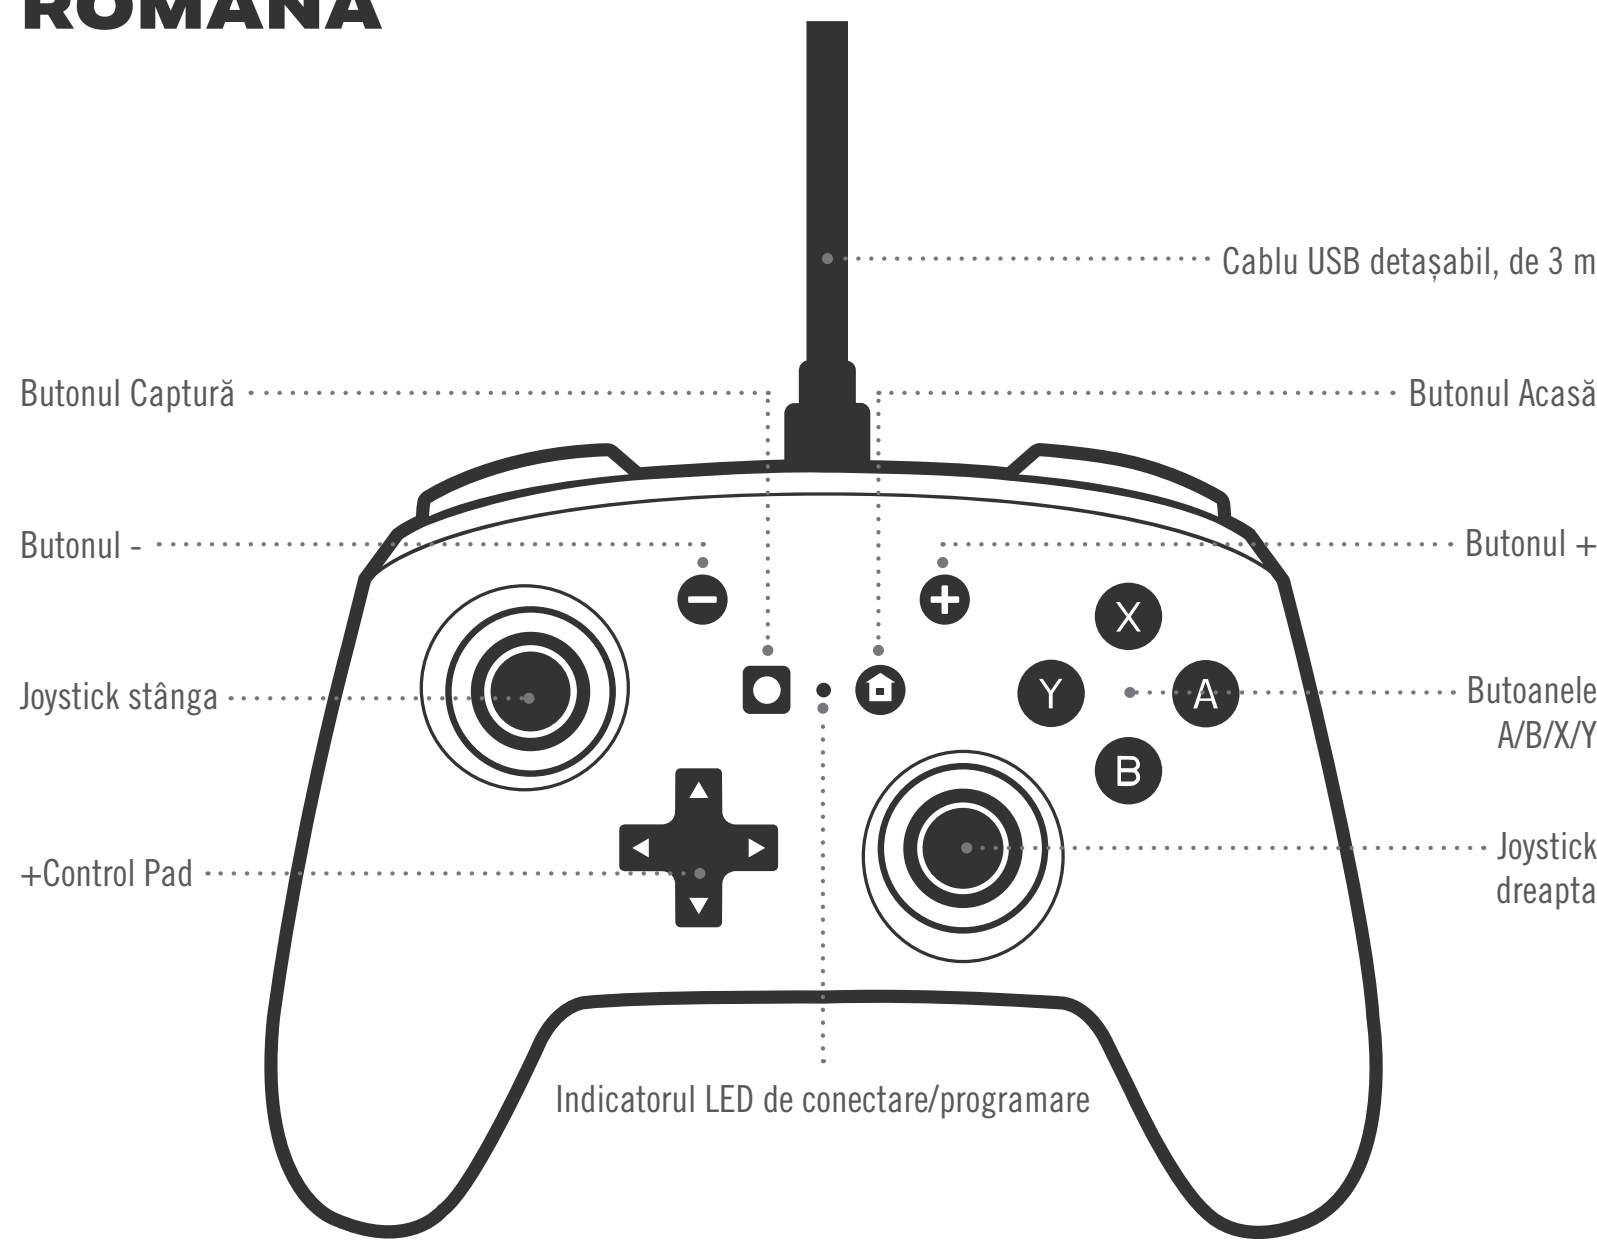 ROMÂNĂ
Cablu USB detașabil, de 3 m
Butonul Captură
Butonul Acasă
Butonul -
Butonul +
X
Joystick stânga
Y
A
Butoanele
A/B/X/Y
B
+Control Pad
Joystick
dreapta
Indicatorul LED de conectare/programare